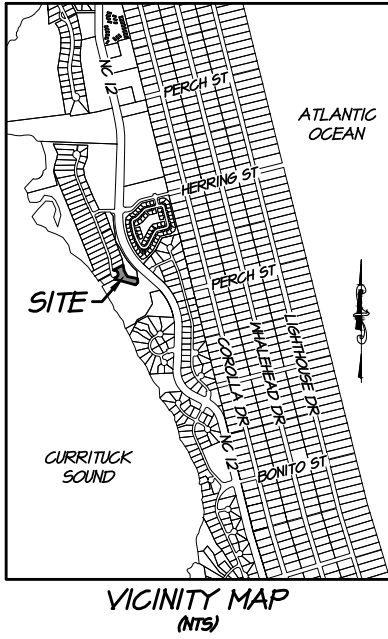 NC 12
PERCH ST
ATLANTIC
OCEAN
HERRING ST
PERCH ST
SITE
COROLLA DR
WHALEHEAD DR
LIGHTHOUSE DR
NC 12
BONITO ST
CURRITUCK
SOUND
VICINITY MAP
(NTS)